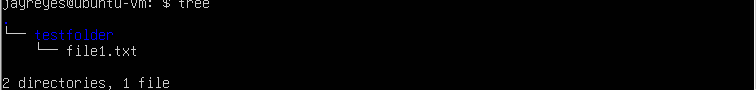 jayreyes@ubuntu-vm: $ tree
.
└── testfolder
    └── file1.txt
2 directories, 1 file